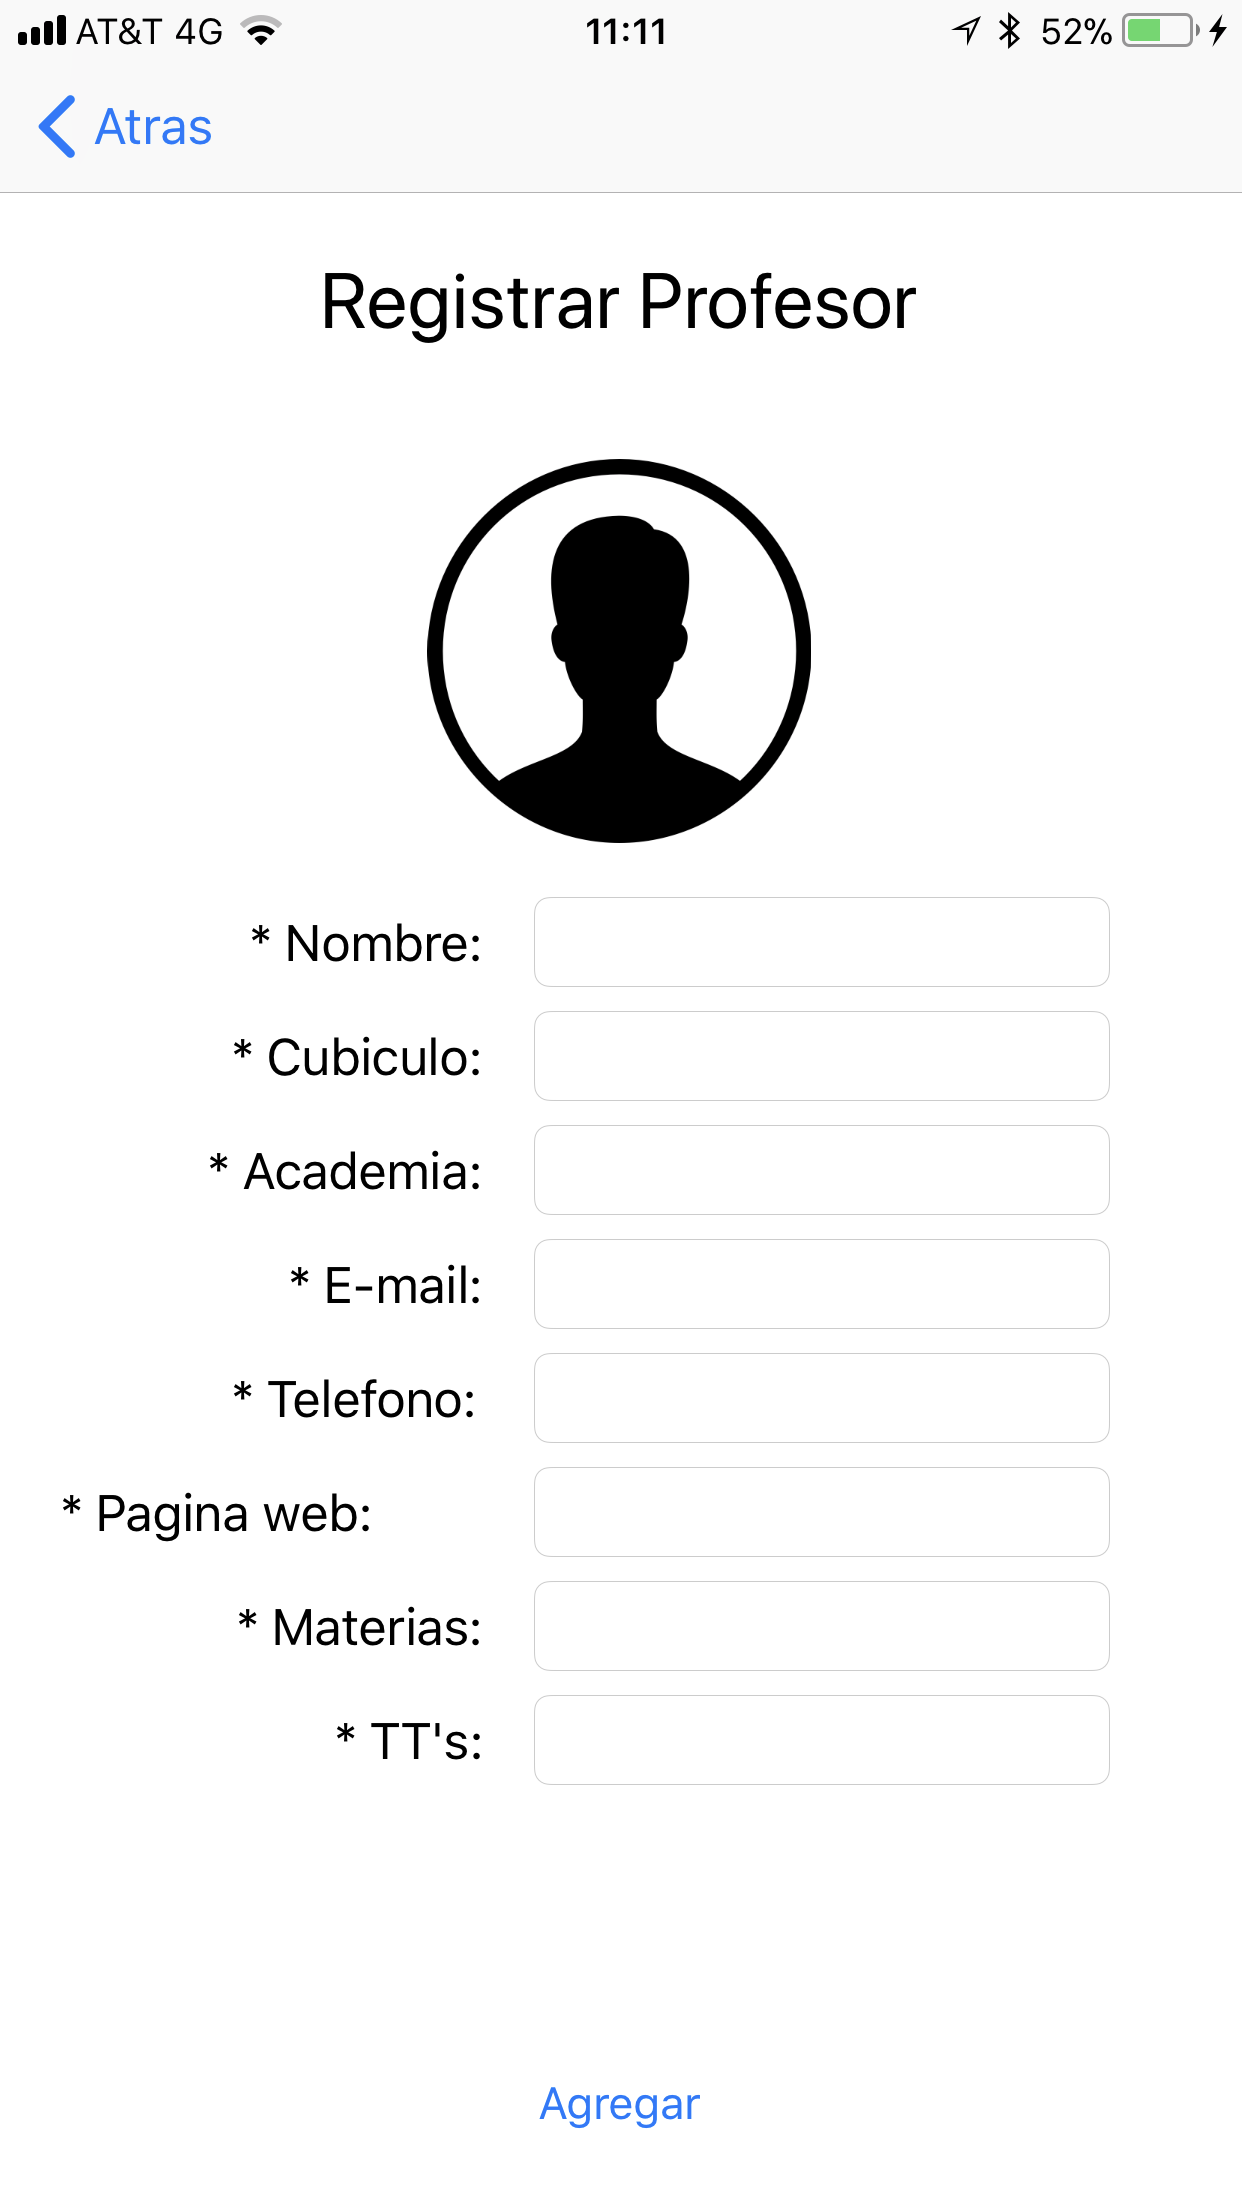 AT&T 4G 11:11 52%
Atras
Registrar Profesor
* Nombre:
* Cubiculo:
* Academia:
* E-mail:
* Telefono:
* Pagina web:
* Materias:
* TT's:
Agregar